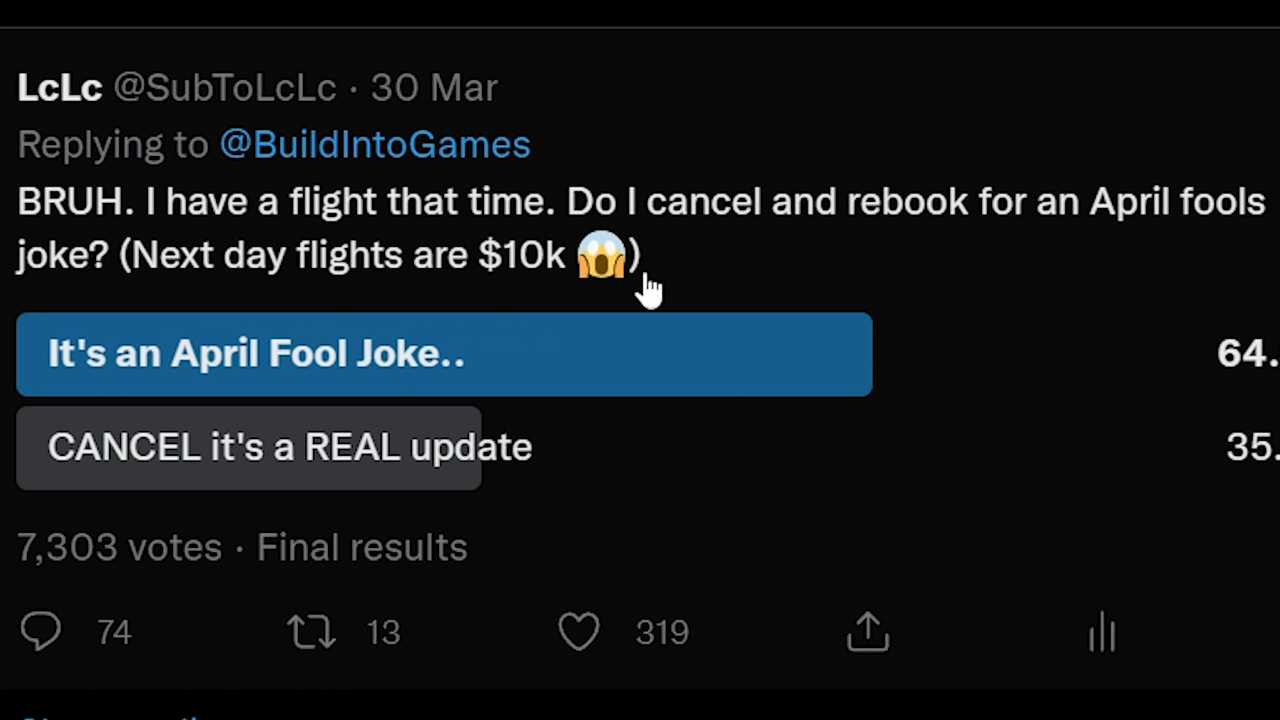 LcLc @SubToLcLc · 30 Mar
Replying to @BuildIntoGames
BRUH. I have a flight that time. Do I cancel and rebook for an April fools
joke? (Next day flights are $10k 😱)
It's an April Fool Joke.. 64.
CANCEL it's a REAL update 35.
7,303 votes · Final results
74 13 319